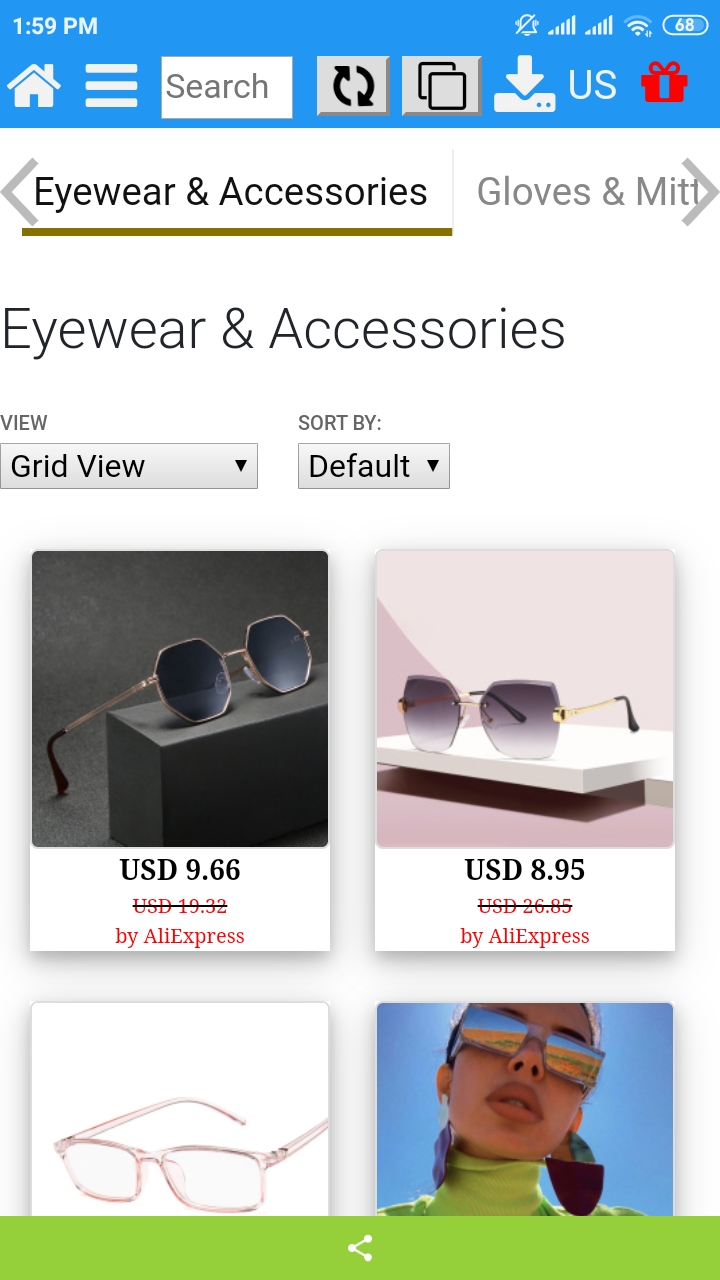 1:59 PM
68
Search
US
Eyewear & Accessories
Gloves & Mitt
Eyewear & Accessories
VIEW
SORT BY:
Grid View
Default
USD 9.66
USD 8.95
USD 19.32
USD 26.85
by AliExpress
by AliExpress